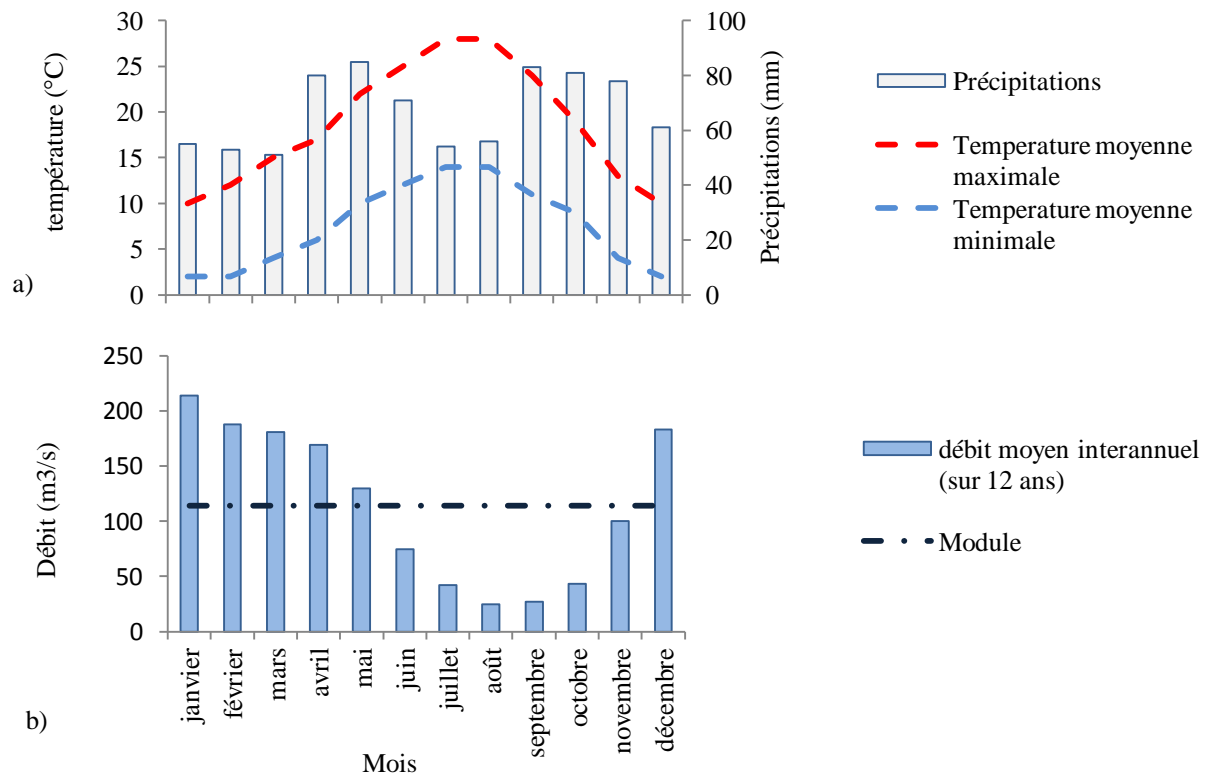 30
25
20
15
10
5
0
température (°C)
100
80
60
40
20
0
Précipitations (mm)
Précipitations
Temperature moyenne
maximale
Temperature moyenne
minimale
a)
250
200
150
100
50
0
Débit (m3/s)
janvier
février
mars
avril
mai
juin
juillet
août
septembre
octobre
novembre
décembre
Mois
débit moyen interannuel
(sur 12 ans)
Module
b)